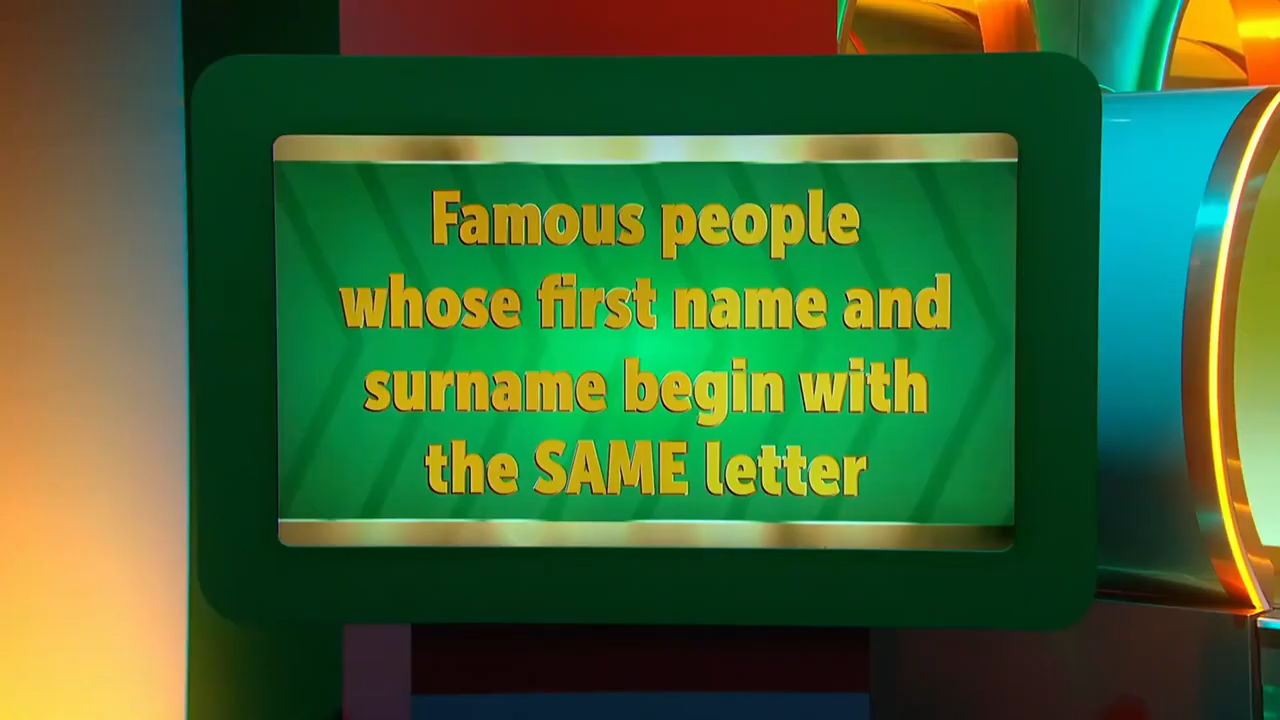 Famous people
whose first name and
surname begin with
the SAME letter